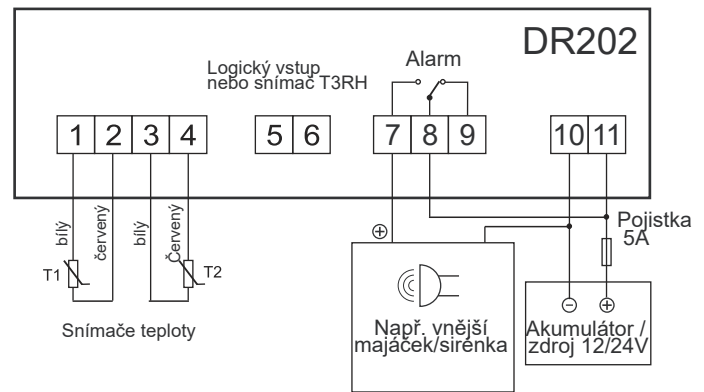 DR202
Alarm
Logický vstup
nebo snímač T3RH
1 2 3 4
5 6
7 8 9
10 11
bílý
červený
bílý
Červený
T1
T2
Snímače teploty
+
Např. vnější
majáček/sirénka
Pojistka
5A
− +
Akumulátor /
zdroj 12/24V